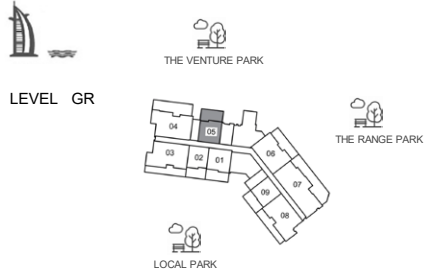 THE VENTURE PARK
LEVEL GR
THE RANGE PARK
04
05
03
02
01
06
07
09
08
LOCAL PARK